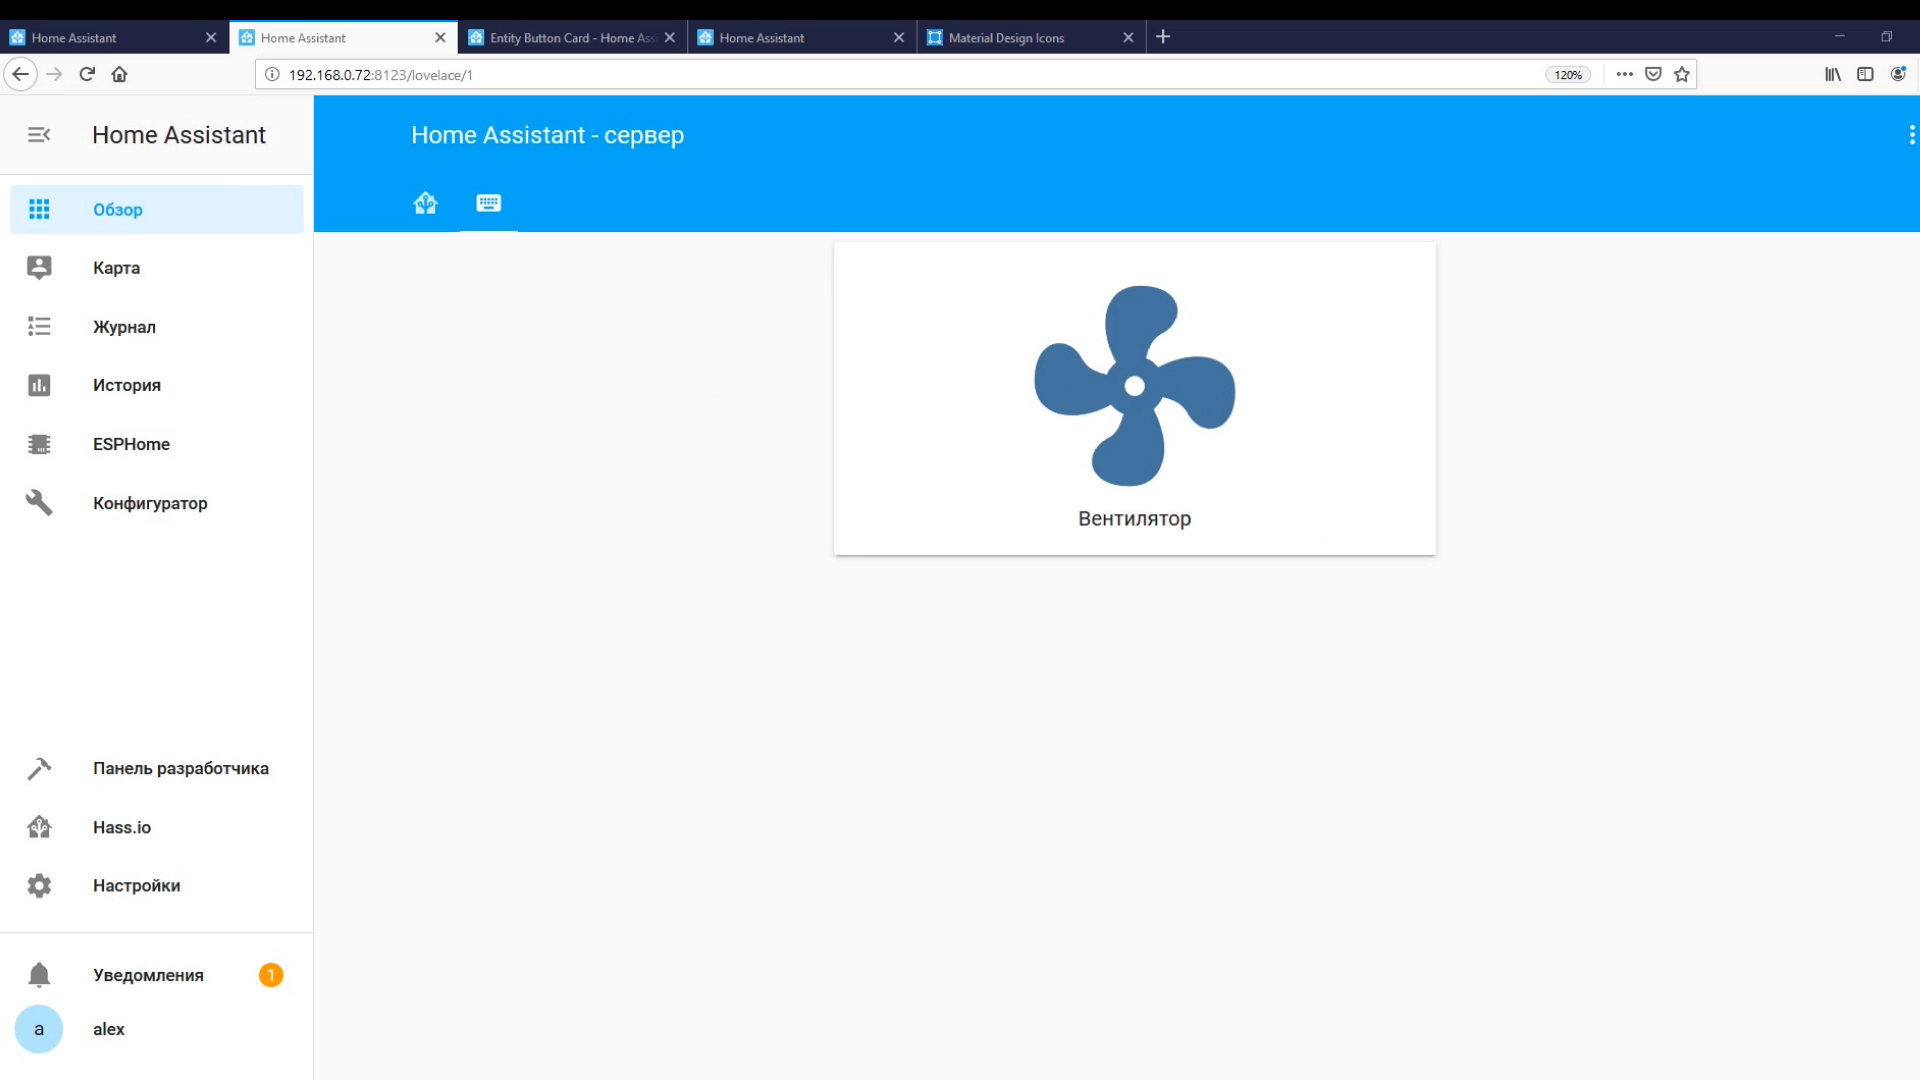 Home Assistant
Home Assistant
Entity Button Card - Home As
Home Assistant
Material Design Icons
192.168.0.72:8123/lovelace/1
120%
Home Assistant
Home Assistant - сервер
Обзор
Карта
Журнал
История
ESPHome
Конфигуратор
Вентилятор
Панель разработчика
Hass.io
Настройки
Уведомления
1
a
alex